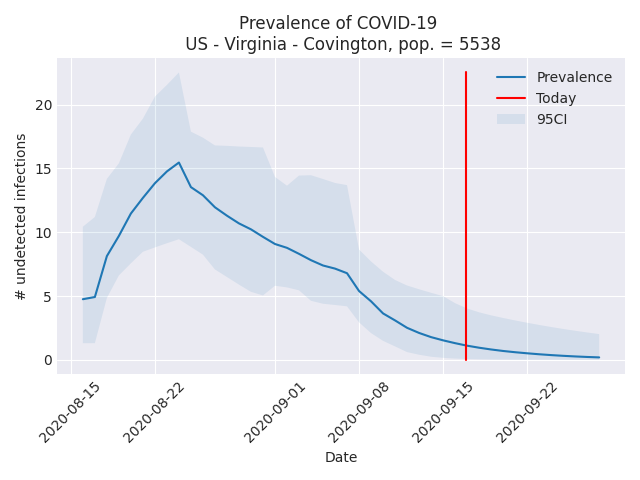 Prevalence of COVID-19
US - Virginia - Covington, pop. = 5538
# undetected infections
20
15
10
5
0
Prevalence
Today
95CI
2020-08-15
2020-08-22
2020-09-01
2020-09-08
2020-09-15
2020-09-22
Date